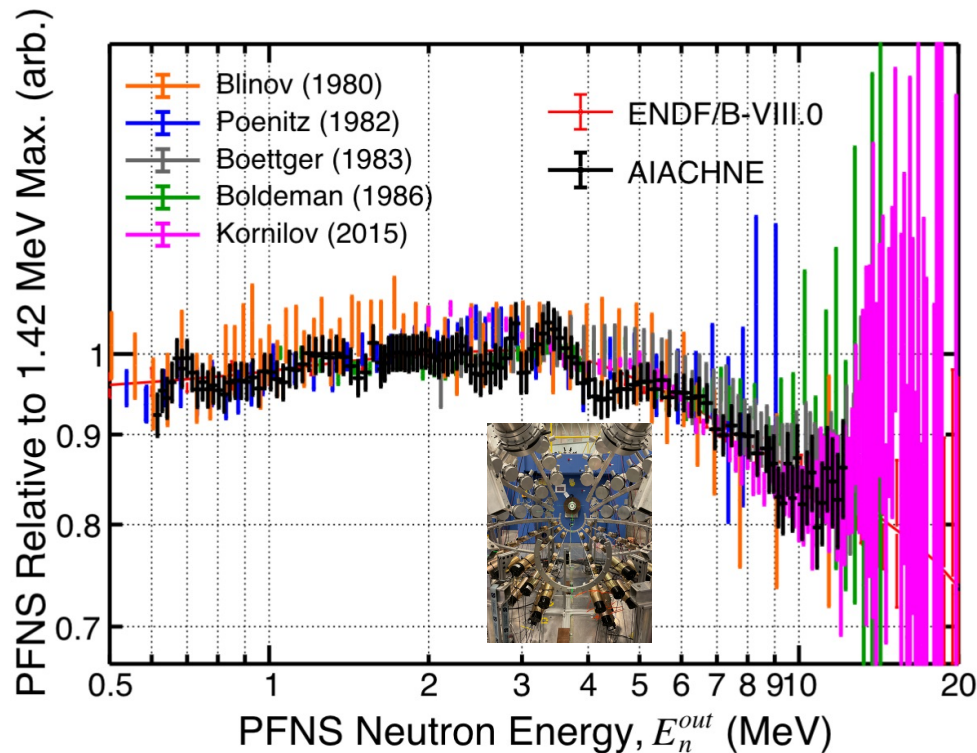 PFNS Relative to 1.42 MeV Max. (arb.)
Blinov (1980)
Poenitz (1982)
Boettger (1983)
Boldeman (1986)
Kornilov (2015)
ENDF/B-VIII.0
AIACHNE
1
0.9
0.8
0.7
0.5 1 2 3 4 5 6 7 8 910 20
PFNS Neutron Energy, E_n^out (MeV)